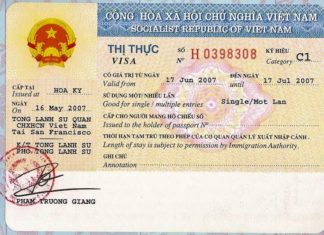 CỘNG HÒA XÃ HỘI CHỦ NGHĨA VIỆT NAM
SOCIALIST REPUBLIC OF VIETNAM
THỊ THỰC
VISA
SỐ
Nº H 0398308
KÝ HIỆU
Category C1
CÓ GIÁ TRỊ TỪ NGÀY
Valid from 17 Jun 2007
ĐẾN NGÀY
until 17 Jul 2007
CẤP TẠI
Issued at HOA KY
NGÀY
On 16 May 2007
SỬ DỤNG MỘT/NHIỀU LẦN
Good for single / multiple entries Single/Mot Lan
CẤP CHO NGƯỜI MANG HỘ CHIẾU SỐ
Issued to the holder of passport Nº
THỜI HẠN TẠM TRÚ THEO PHÉP CỦA CƠ QUAN QUẢN LÝ XUẤT NHẬP CẢNH
Length of stay is subject to permission by Immigration Authority.
GHI CHÚ
Annotation
TONG LANH SU QUAN
CHXHCN Viet Nam
Tai San Francisco
K/T TONG LANH SU
PHO TONG LANH SU
PHAM TRUONG GIANG